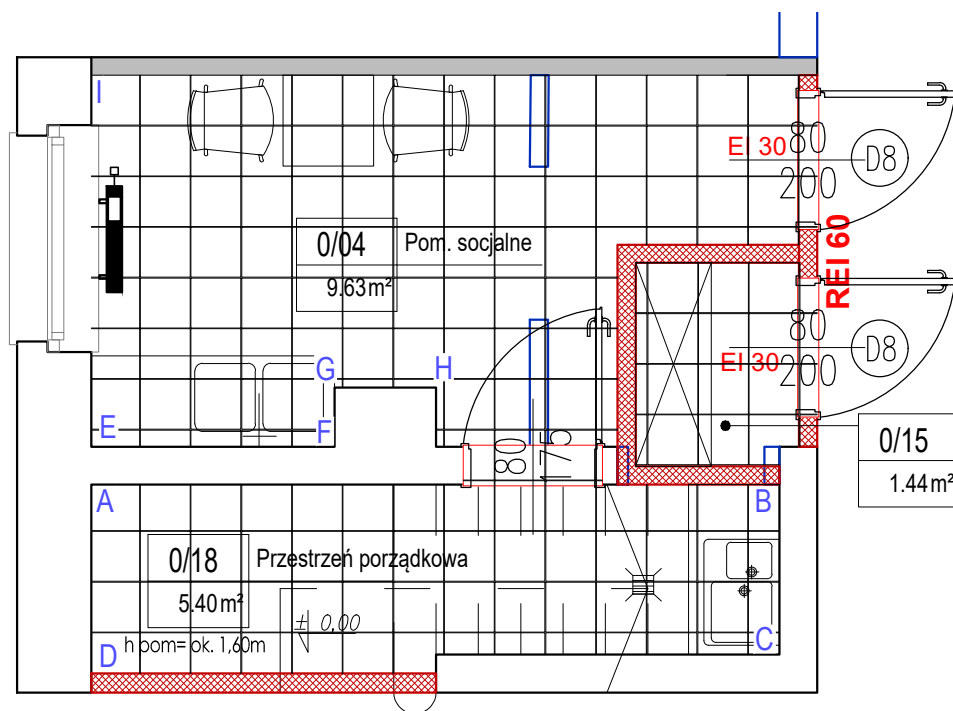 I
80
EI 30
D8
200
0/04 Pom. socjalne
9.63m²
REI 60
80
D8
EI 30
200
G
H
E
F
80
175
0/15
1.44m²
A
B
0/18 Przestrzeń porządkowa
5.40m²
± 0,00
h pom= ok. 1,60m
D
C